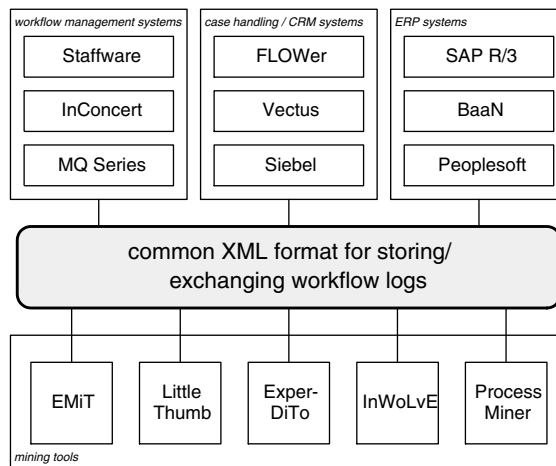 workflow management systems
case handling / CRM systems
ERP systems
Staffware
FLOWer
SAP R/3
InConcert
Vectus
BaaN
MQ Series
Siebel
Peoplesoft
common XML format for storing/
exchanging workflow logs
EMiT
Little
Thumb
Exper-
DiTo
InWoLvE
Process
Miner
mining tools